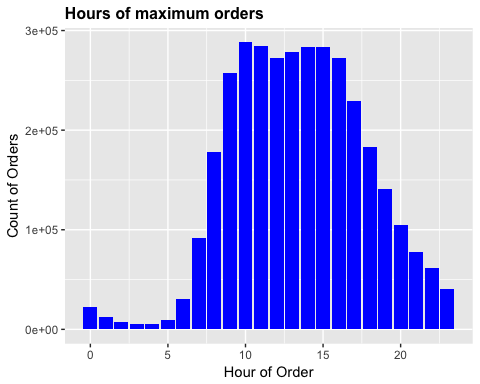 Hours of maximum orders
3e+05
2e+05
1e+05
0e+00
Count of Orders
0 5 10 15 20
Hour of Order